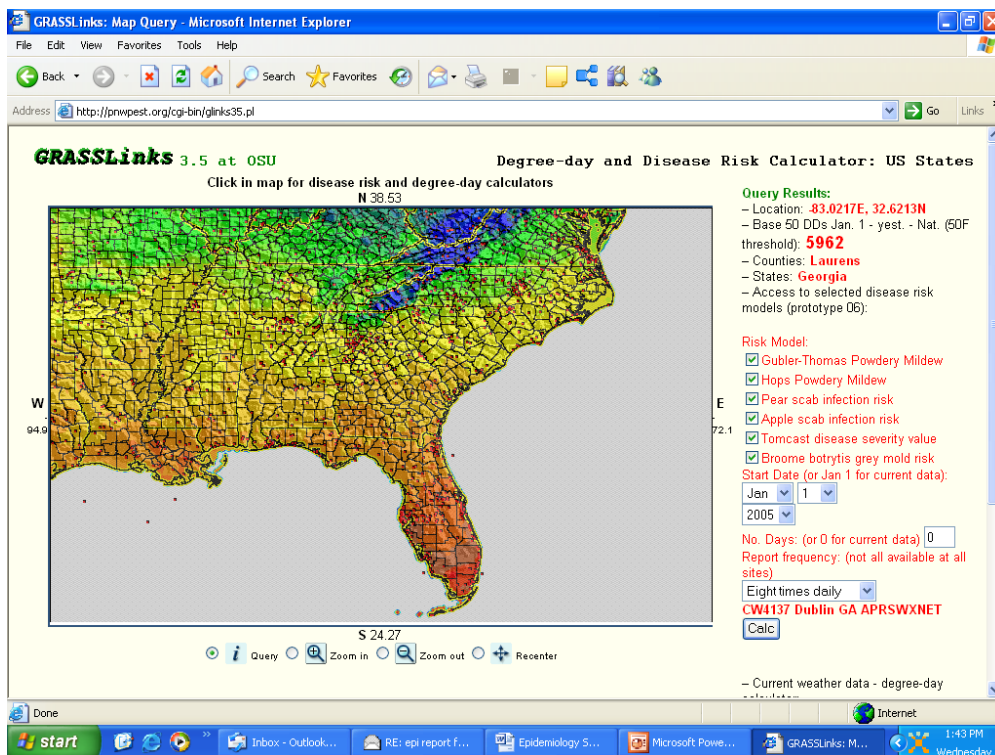 GRASSLinks: Map Query - Microsoft Internet Explorer
File Edit View Favorites Tools Help
Back Search Favorites
Address http://pnwpest.org/cgi-bin/glinks35.pl Go Links
GRASSLinks 3.5 at OSU Degree-day and Disease Risk Calculator: US States
Click in map for disease risk and degree-day calculators
N 38.53
W
94.9
E
72.1
S 24.27
i Query Zoom in Zoom out Recenter
Query Results:
– Location: -83.0217E, 32.6213N
– Base 50 DDs Jan. 1 - yest. - Nat. (50F
threshold): 5962
– Counties: Laurens
– States: Georgia
– Access to selected disease risk
models (prototype 06):
Risk Model:
Gubler-Thomas Powdery Mildew
Hops Powdery Mildew
Pear scab infection risk
Apple scab infection risk
Tomcast disease severity value
Broome botrytis grey mold risk
Start Date (or Jan 1 for current data):
Jan 1
2005
No. Days: (or 0 for current data) 0
Report frequency: (not all available at all
sites)
Eight times daily
CW4137 Dublin GA APRSWXNET
Calc
– Current weather data - degree-day
Done Internet
start Inbox - Outlook... RE: epi report f... Epidemiology S... Microsoft Powe... GRASSLinks: M... 1:43 PM
Wednesday